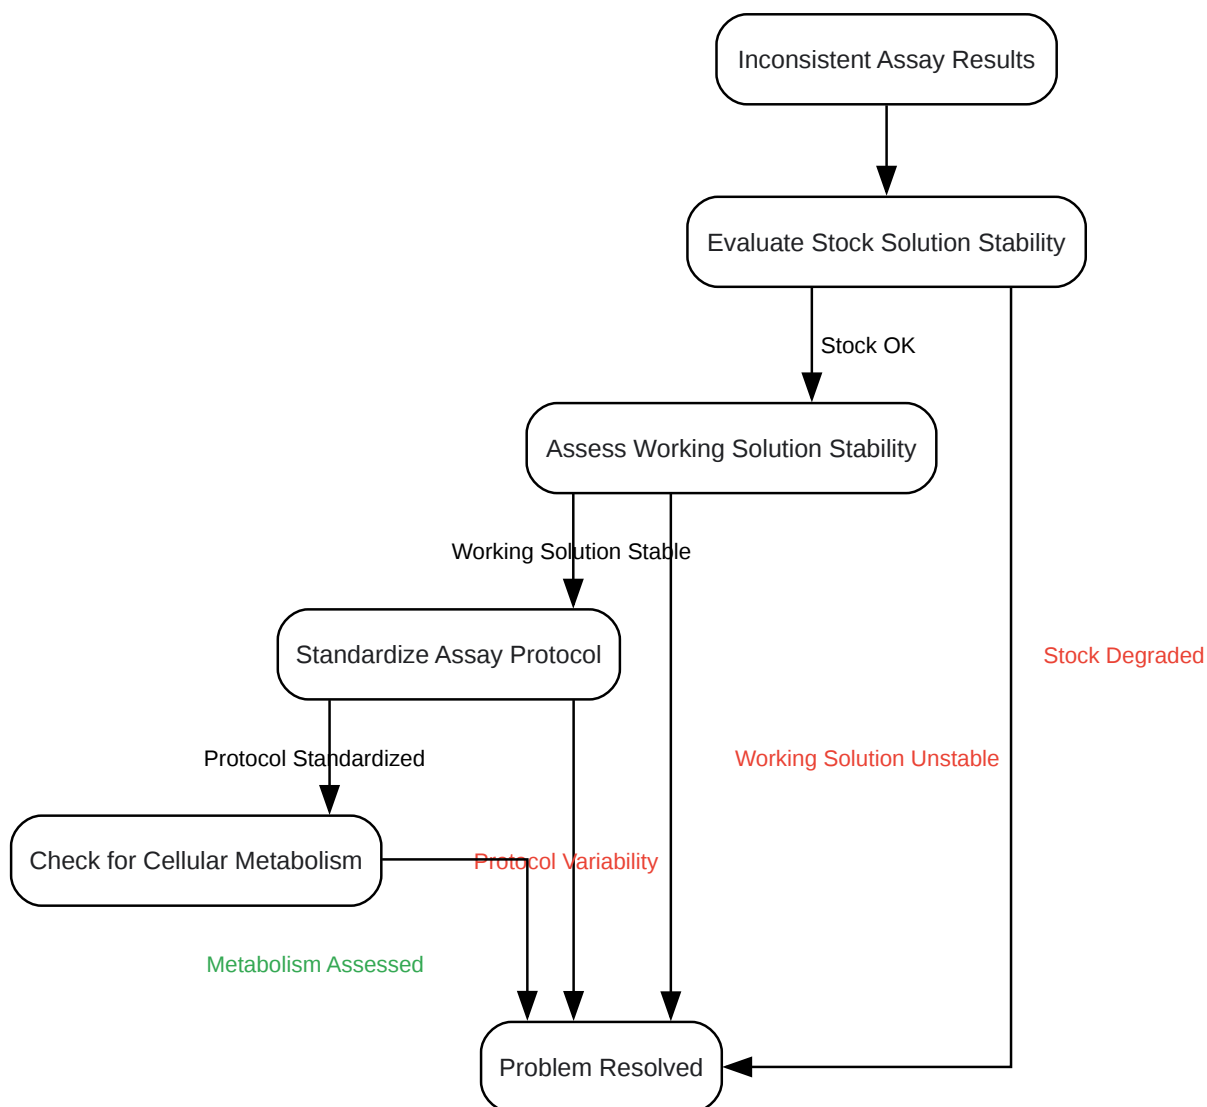 Inconsistent Assay Results
Evaluate Stock Solution Stability
Stock OK
Assess Working Solution Stability
Working Solution Stable
Standardize Assay Protocol
Stock Degraded
Protocol Standardized
Working Solution Unstable
Check for Cellular Metabolism
Protocol Variability
Metabolism Assessed
Problem Resolved